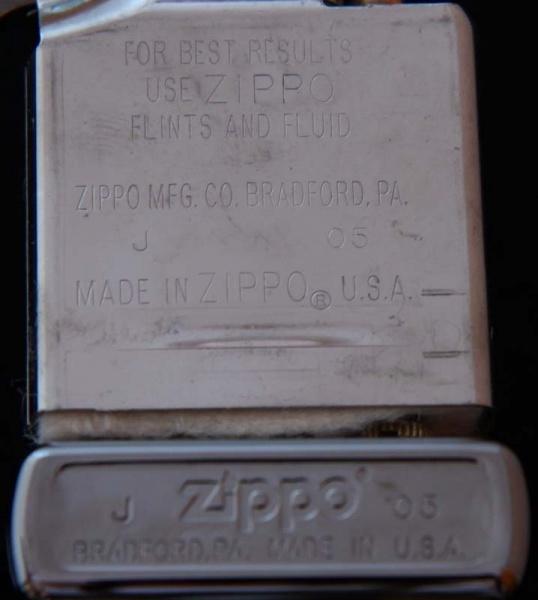 FOR BEST RESULTS
USE ZIPPO
FLINTS AND FLUID
ZIPPO MFG. CO. BRADFORD, PA.
J 05
MADE IN ZIPPO® U.S.A.
J Zippo 05
BRADFORD, PA. MADE IN U.S.A.